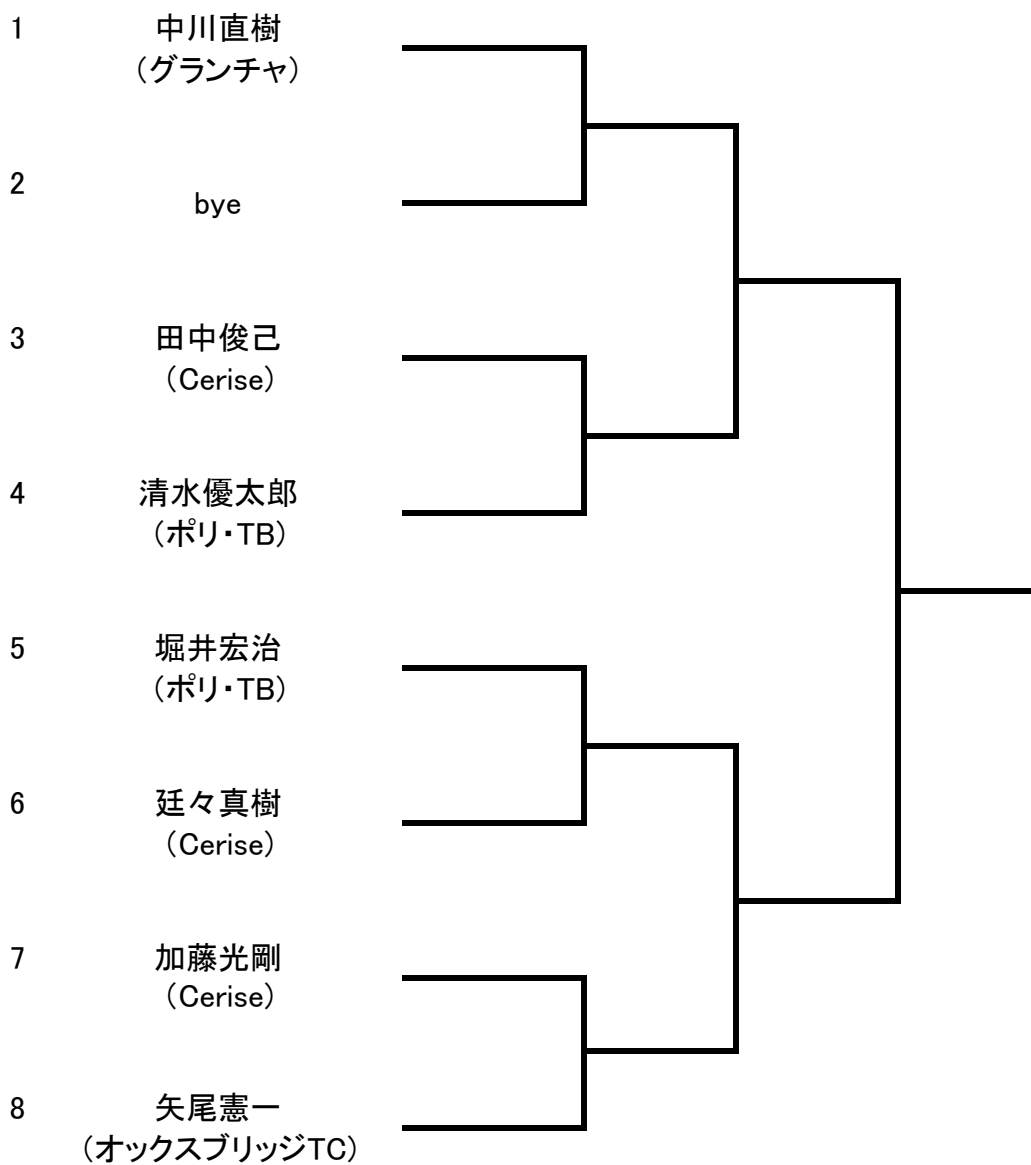 1 中川直樹
(グランチャ)
2 bye
3 田中俊己
(Cerise)
4 清水優太郎
(ポリ・TB)
5 堀井宏治
(ポリ・TB)
6 廷々真樹
(Cerise)
7 加藤光剛
(Cerise)
8 矢尾憲一
(オックスブリッジTC)